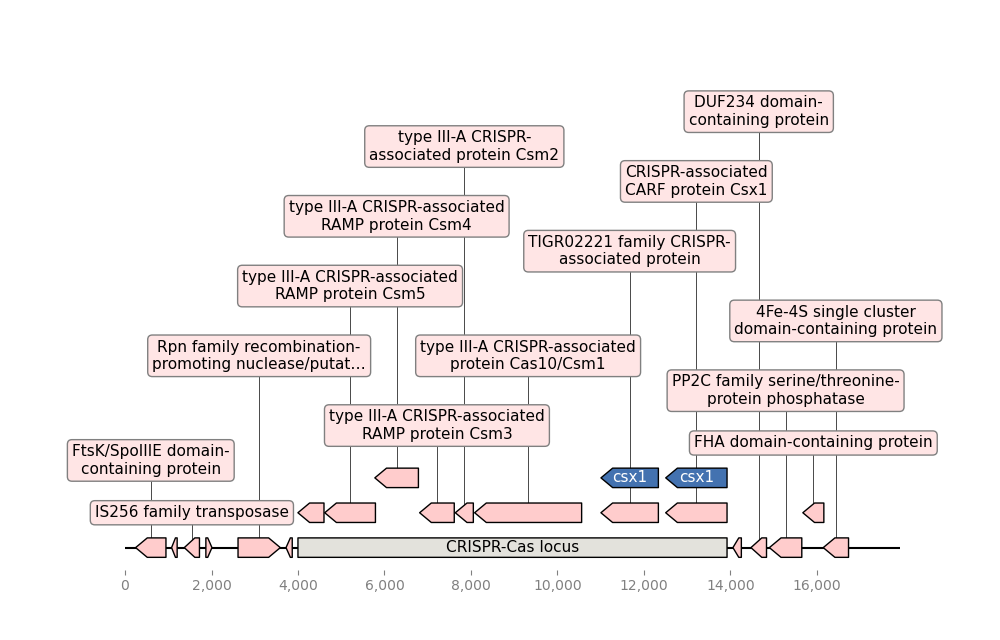 DUF234 domain-
containing protein
type III-A CRISPR-
associated protein Csm2
CRISPR-associated
CARF protein Csx1
type III-A CRISPR-associated
RAMP protein Csm4
TIGR02221 family CRISPR-
associated protein
type III-A CRISPR-associated
RAMP protein Csm5
4Fe-4S single cluster
domain-containing protein
Rpn family recombination-
promoting nuclease/putat...
type III-A CRISPR-associated
protein Cas10/Csm1
PP2C family serine/threonine-
protein phosphatase
type III-A CRISPR-associated
RAMP protein Csm3
FHA domain-containing protein
FtsK/SpoIIIE domain-
containing protein
csx1 csx1
IS256 family transposase
CRISPR-Cas locus
0 2,000 4,000 6,000 8,000 10,000 12,000 14,000 16,000